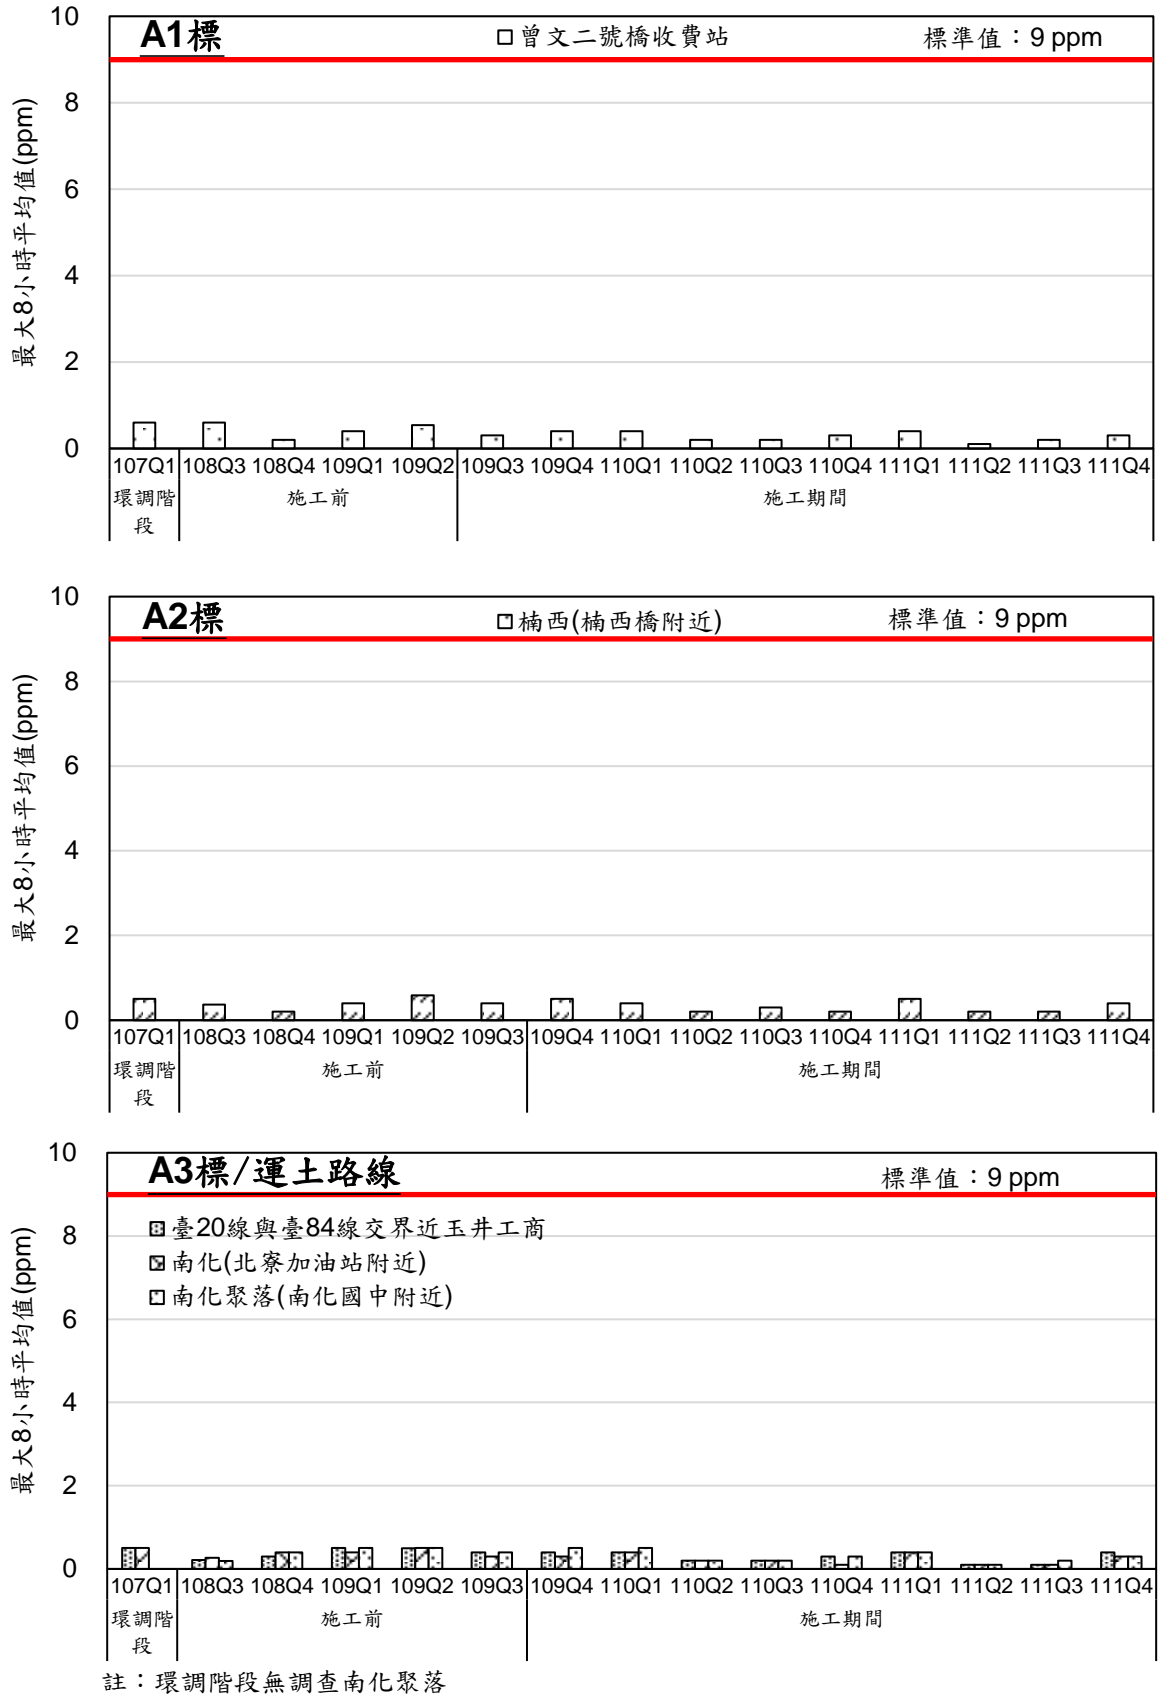 10
A1標
曾文二號橋收費站
標準值：9 ppm
8
6
4
2
0
最大8小時平均值(ppm)
107Q1 108Q3 108Q4 109Q1 109Q2 109Q3 109Q4 110Q1 110Q2 110Q3 110Q4 111Q1 111Q2 111Q3 111Q4
環調階段
施工前
施工期間
10
A2標
楠西(楠西橋附近)
標準值：9 ppm
8
6
4
2
0
最大8小時平均值(ppm)
107Q1 108Q3 108Q4 109Q1 109Q2 109Q3 109Q4 110Q1 110Q2 110Q3 110Q4 111Q1 111Q2 111Q3 111Q4
環調階段
施工前
施工期間
10
A3標/運土路線
標準值：9 ppm
臺20線與臺84線交界近玉井工商
南化(北寮加油站附近)
南化聚落(南化國中附近)
8
6
4
2
0
最大8小時平均值(ppm)
107Q1 108Q3 108Q4 109Q1 109Q2 109Q3 109Q4 110Q1 110Q2 110Q3 110Q4 111Q1 111Q2 111Q3 111Q4
環調階段
施工前
施工期間
註：環調階段無調查南化聚落